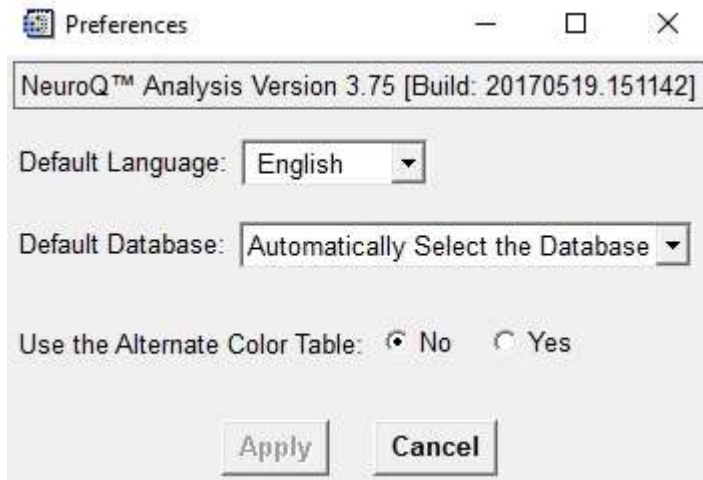 Preferences
NeuroQ™ Analysis Version 3.75 [Build: 20170519.151142]
Default Language: English
Default Database: Automatically Select the Database
Use the Alternate Color Table: No Yes
Apply Cancel